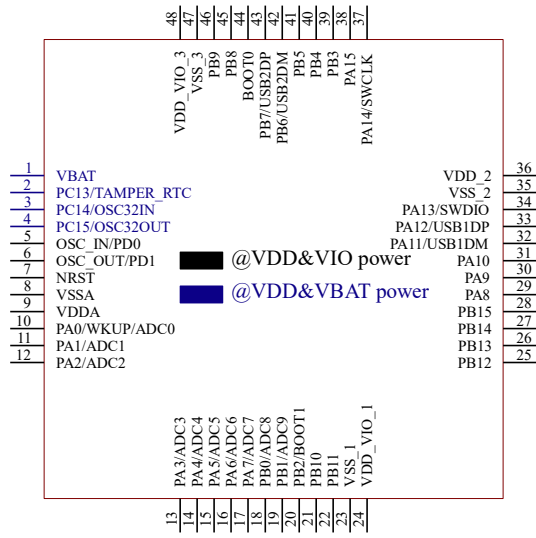 48
47
46
45
44
43
42
41
40
39
38
37
VDD_VIO_3
VSS_3
PB9
PB8
BOOT0
PB7/USB2DP
PB6/USB2DM
PB5
PB4
PB3
PA15
PA14/SWCLK
1 VBAT
2 PC13/TAMPER_RTC
3 PC14/OSC32IN
4 PC15/OSC32OUT
5 OSC_IN/PD0
6 OSC_OUT/PD1
7 NRST
8 VSSA
9 VDDA
10 PA0/WKUP/ADC0
11 PA1/ADC1
12 PA2/ADC2
@VDD&VIO power
@VDD&VBAT power
VDD_2 36
VSS_2 35
PA13/SWDIO 34
PA12/USB1DP 33
PA11/USB1DM 32
PA10 31
PA9 30
PA8 29
PB15 28
PB14 27
PB13 26
PB12 25
PA3/ADC3
PA4/ADC4
PA5/ADC5
PA6/ADC6
PA7/ADC7
PB0/ADC8
PB1/ADC9
PB2/BOOT1
PB10
PB11
VSS_1
VDD_VIO_1
13
14
15
16
17
18
19
20
21
22
23
24